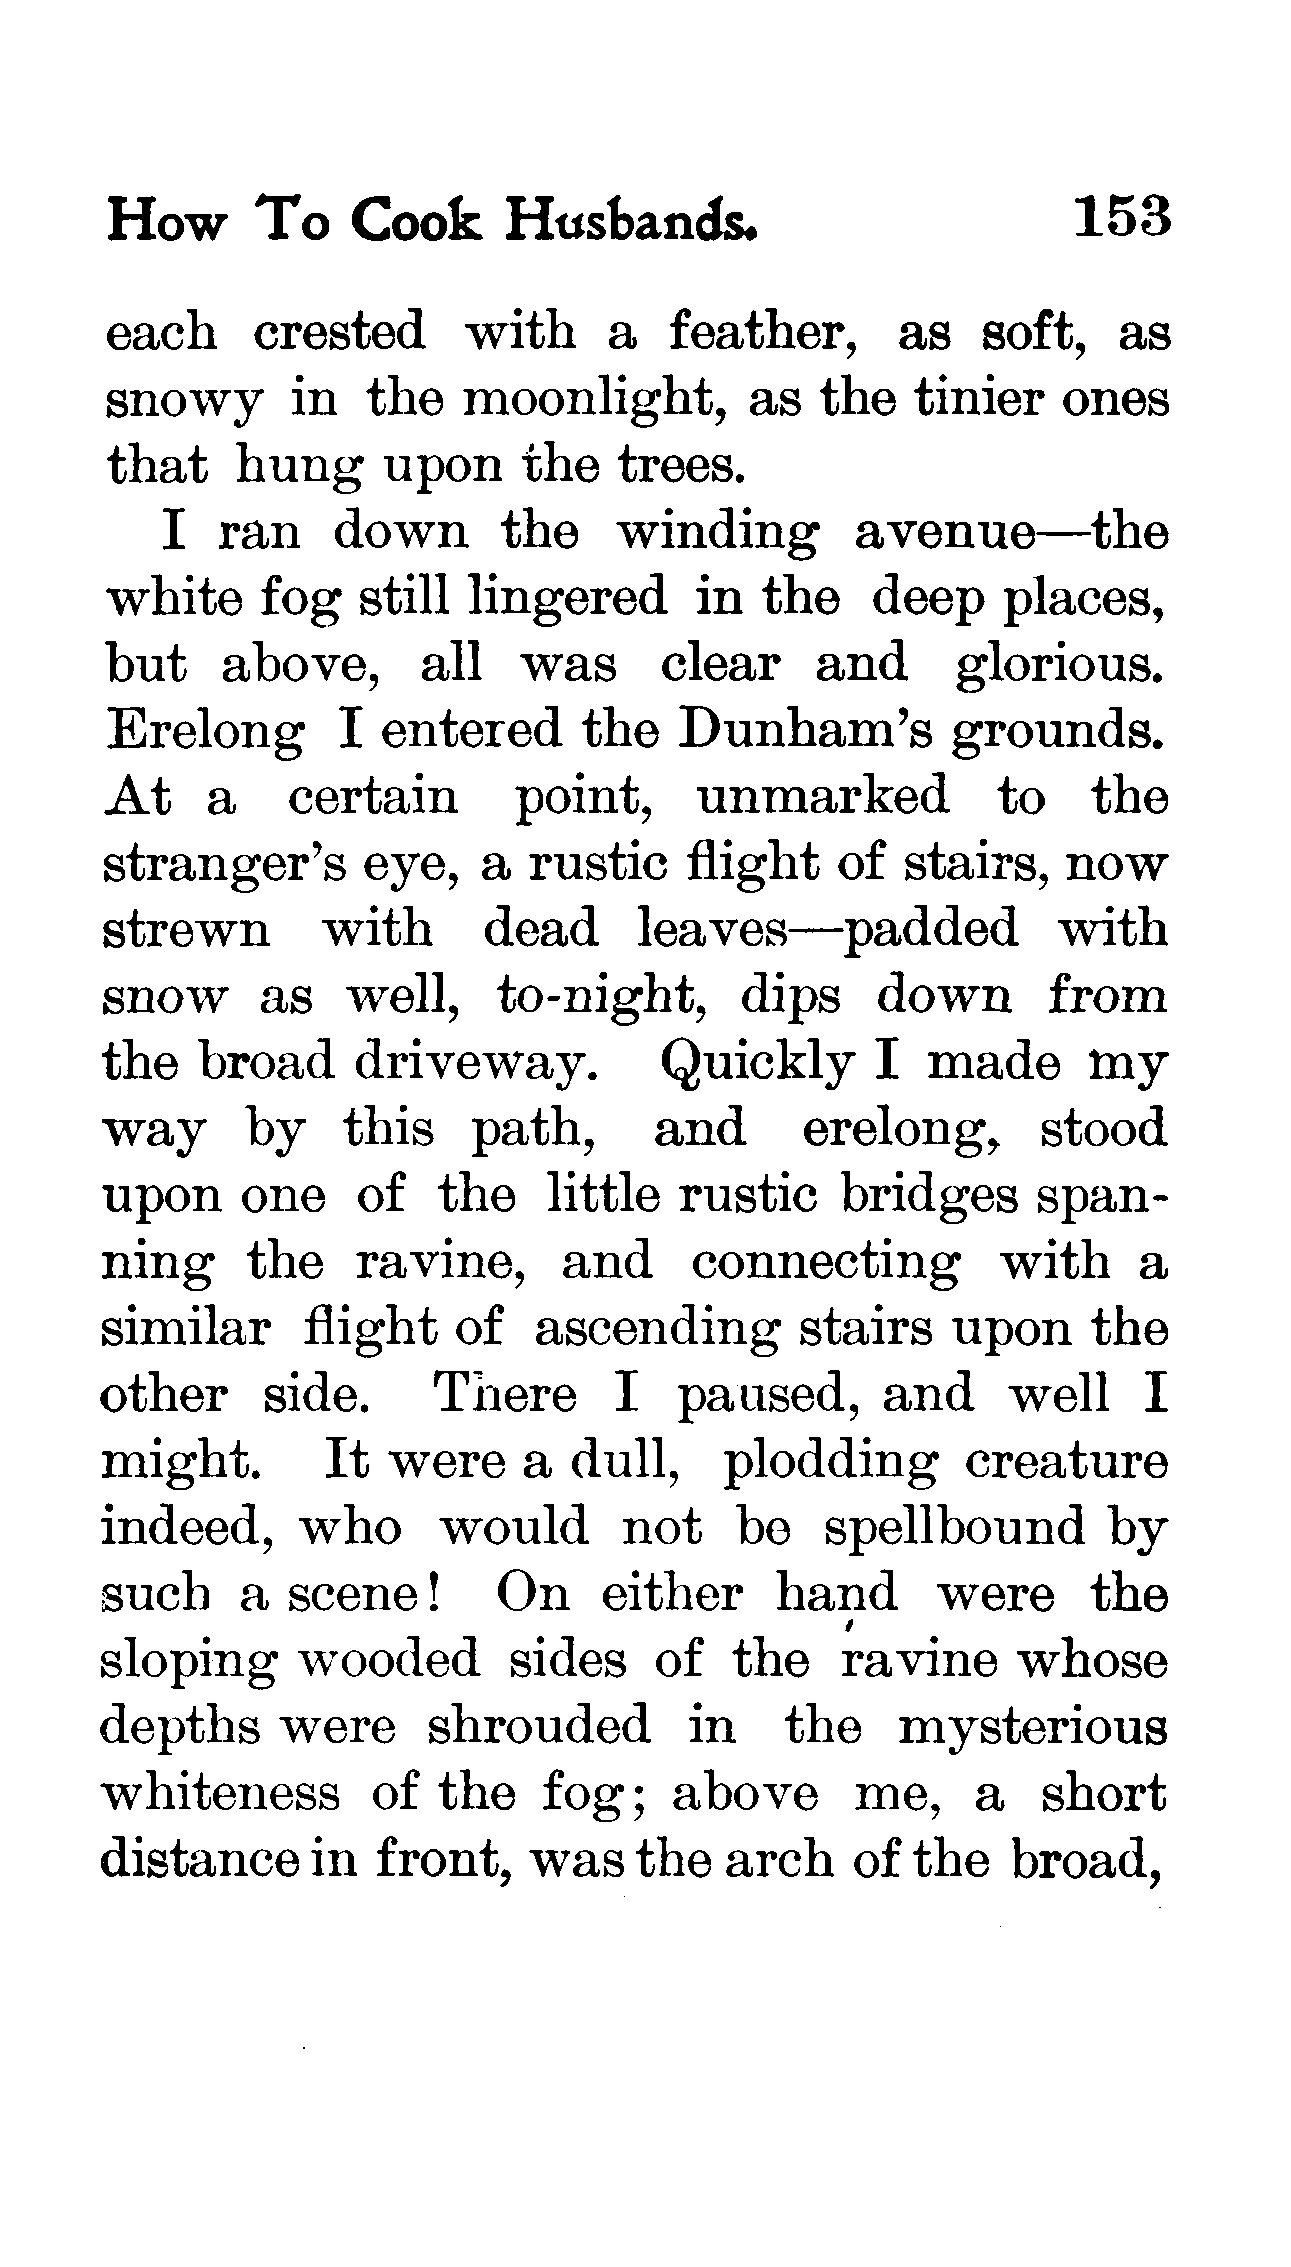 How To Cook Husbands. 153
each crested with a feather, as soft, as
snowy in the moonlight, as the tinier ones
that hung upon the trees.
I ran down the winding avenue—the
white fog still lingered in the deep places,
but above, all was clear and glorious.
Erelong I entered the Dunham's grounds.
At a certain point, unmarked to the
stranger's eye, a rustic flight of stairs, now
strewn with dead leaves—padded with
snow as well, to-night, dips down from
the broad driveway. Quickly I made my
way by this path, and erelong, stood
upon one of the little rustic bridges span-
ning the ravine, and connecting with a
similar flight of ascending stairs upon the
other side. There I paused, and well I
might. It were a dull, plodding creature
indeed, who would not be spellbound by
such a scene! On either hand were the
sloping wooded sides of the ravine whose
depths were shrouded in the mysterious
whiteness of the fog; above me, a short
distance in front, was the arch of the broad,